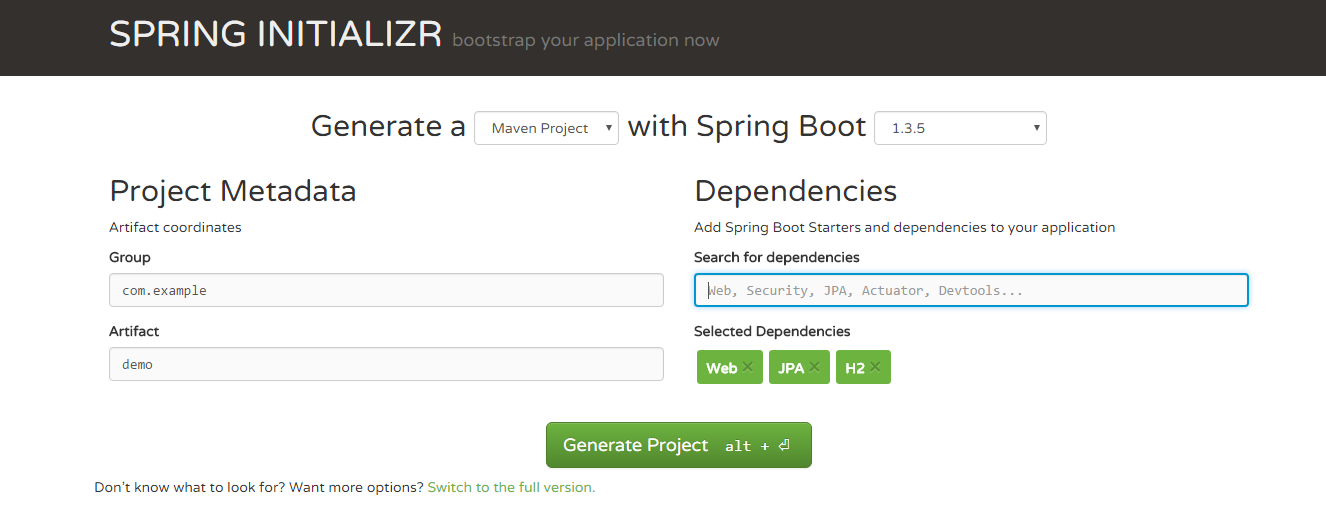 SPRING INITIALIZR bootstrap your application now
Generate a Maven Project with Spring Boot 1.3.5
Project Metadata
Artifact coordinates
Group
com.example
Artifact
demo
Dependencies
Add Spring Boot Starters and dependencies to your application
Search for dependencies
Web, Security, JPA, Actuator, Devtools...
Selected Dependencies
Web × JPA × H2 ×
Generate Project alt + ⏎
Don't know what to look for? Want more options? Switch to the full version.